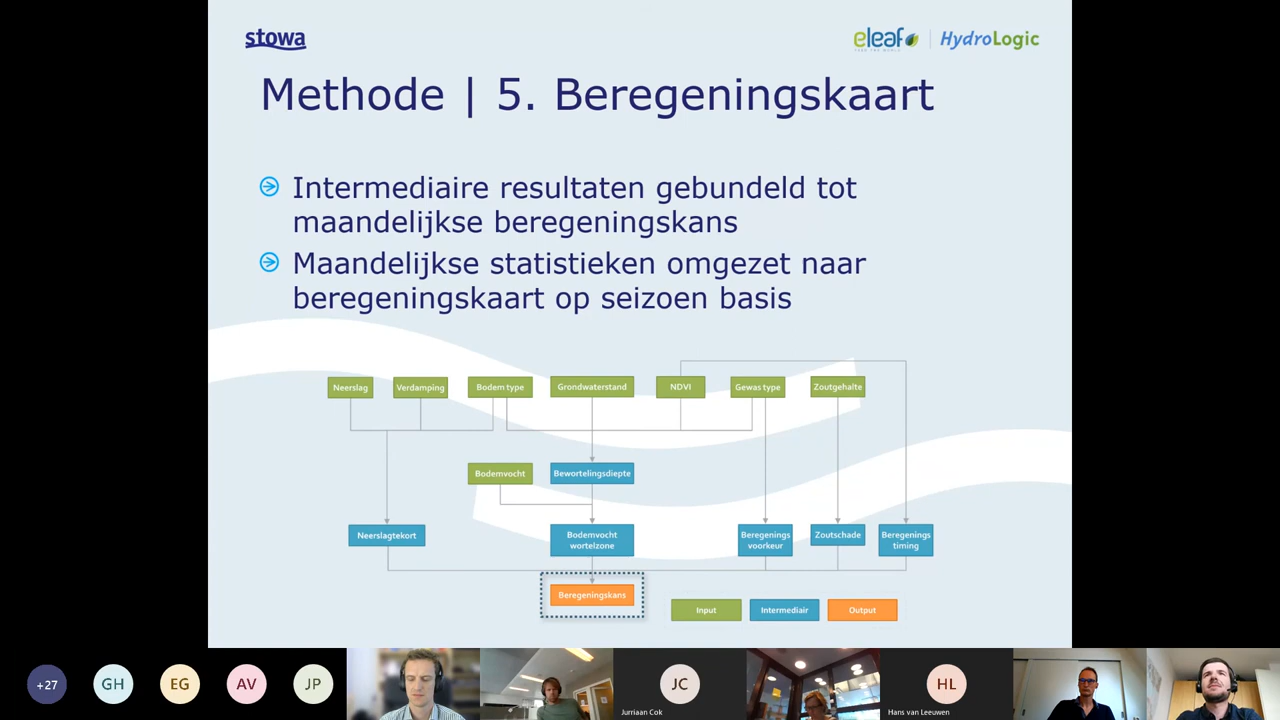 stowa
eleaf
HydroLogic
Methode | 5. Beregeningskaart
Intermediaire resultaten gebundeld tot
maandelijkse beregeningskans
Maandelijkse statistieken omgezet naar
beregeningskaart op seizoen basis
Neerslag
Verdamping
Bodem type
Grondwaterstand
NDVI
Gewas type
Zoutgehalte
Bodemvocht
Bewortelingsdiepte
Neerslagtekort
Bodemvocht
wortelzone
Beregenings
voorkeur
Zoutschade
Beregenings
timing
Beregeningskans
Input
Intermediair
Output
+27
GH
EG
AV
JP
JC
Jurriaan Cok
HL
Hans van Leeuwen